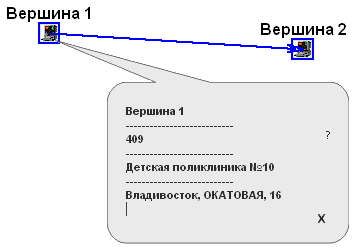 Вершина 1
Вершина 2
Вершина 1
---------------------------
409
?
---------------------------
Детская поликлиника №10
---------------------------
Владивосток, ОКАТОВАЯ, 16
X